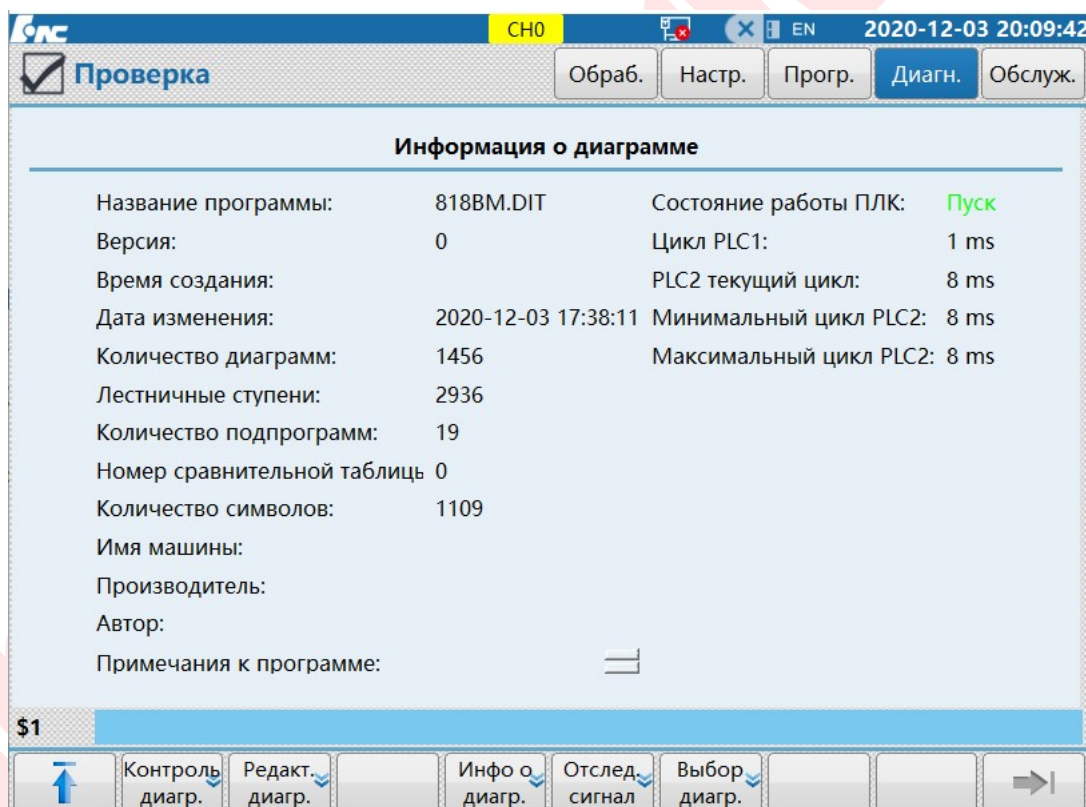 CH0 EN 2020-12-03 20:09:42
Проверка Обраб. Настр. Прогр. Диагн. Обслуж.
Информация о диаграмме
Название программы: 818BM.DIT Состояние работы ПЛК: Пуск
Версия: 0 Цикл PLC1: 1 ms
Время создания: PLC2 текущий цикл: 8 ms
Дата изменения: 2020-12-03 17:38:11 Минимальный цикл PLC2: 8 ms
Количество диаграмм: 1456 Максимальный цикл PLC2: 8 ms
Лестничные ступени: 2936
Количество подпрограмм: 19
Номер сравнительной таблицы 0
Количество символов: 1109
Имя машины:
Производитель:
Автор:
Примечания к программе:
$1
Контроль диагр. Редакт. диагр. Инфо о диагр. Отслед. сигнал Выбор диагр.